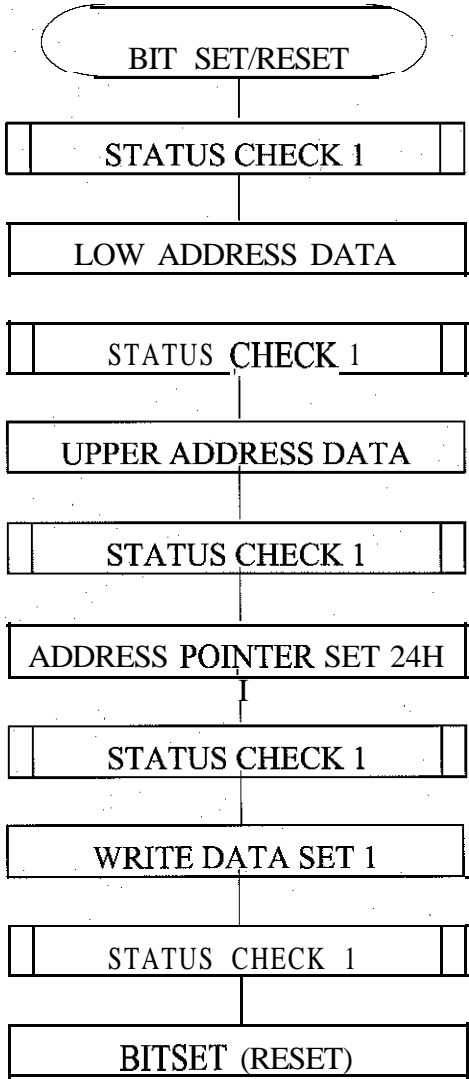 BIT SET/RESET
STATUS CHECK 1
LOW ADDRESS DATA
STATUS CHECK 1
UPPER ADDRESS DATA
STATUS CHECK 1
ADDRESS POINTER SET 24H
STATUS CHECK 1
WRITE DATA SET 1
STATUS CHECK 1
BITSET (RESET)